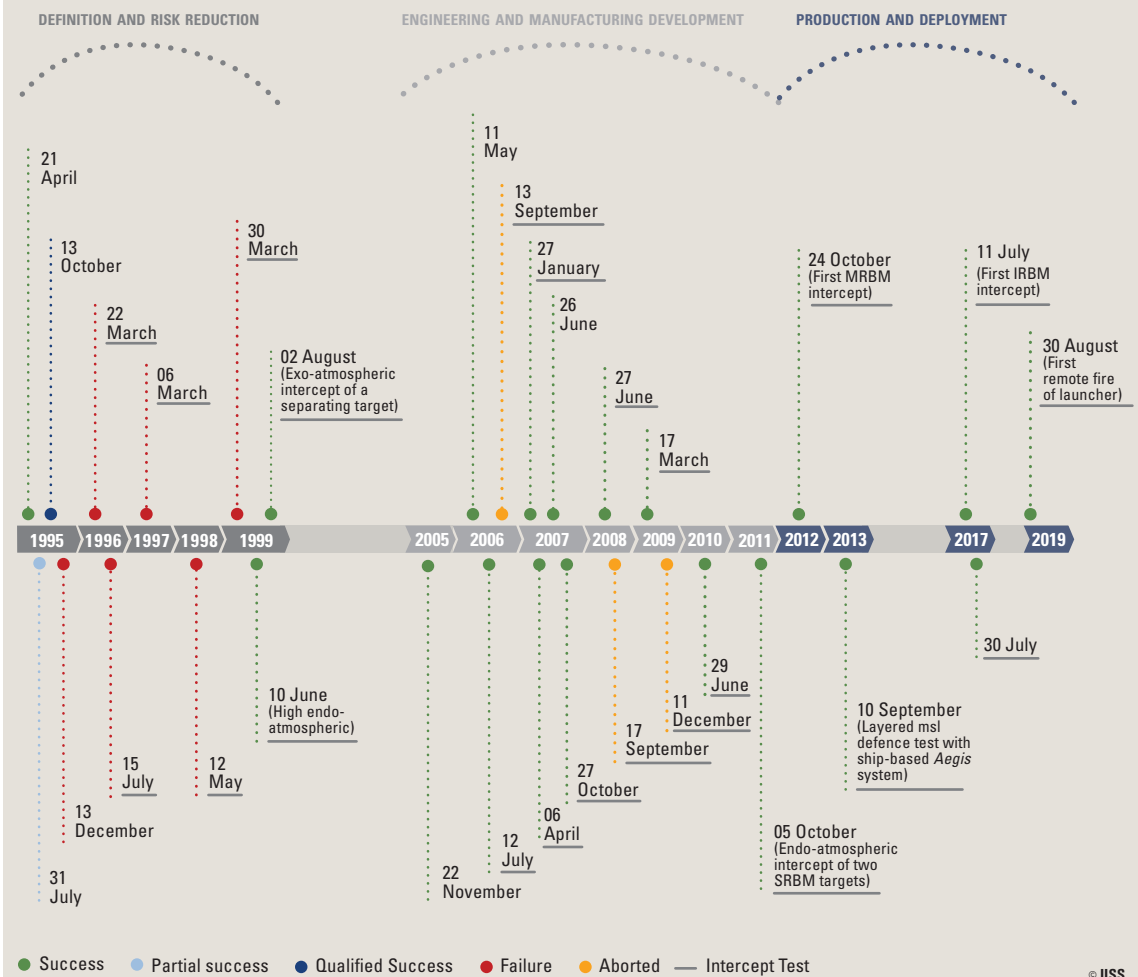 DEFINITION AND RISK REDUCTION
ENGINEERING AND MANUFACTURING DEVELOPMENT
PRODUCTION AND DEPLOYMENT
21
April
13
October
22
March
06
March
30
March
02 August
(Exo-atmospheric
intercept of a
separating target)
11
May
13
September
27
January
26
June
27
June
17
March
24 October
(First MRBM
intercept)
11 July
(First IRBM
intercept)
30 August
(First
remote fire
of launcher)
1995
1996
1997
1998
1999
2005
2006
2007
2008
2009
2010
2011
2012
2013
2017
2019
31
July
13
December
15
July
12
May
10 June
(High endo-
atmospheric)
22
November
12
July
06
April
27
October
17
September
11
December
29
June
05 October
(Endo-atmospheric
intercept of two
SRBM targets)
10 September
(Layered msl
defence test with
ship-based Aegis
system)
30 July
Success
Partial success
Qualified Success
Failure
Aborted
Intercept Test
© IISS